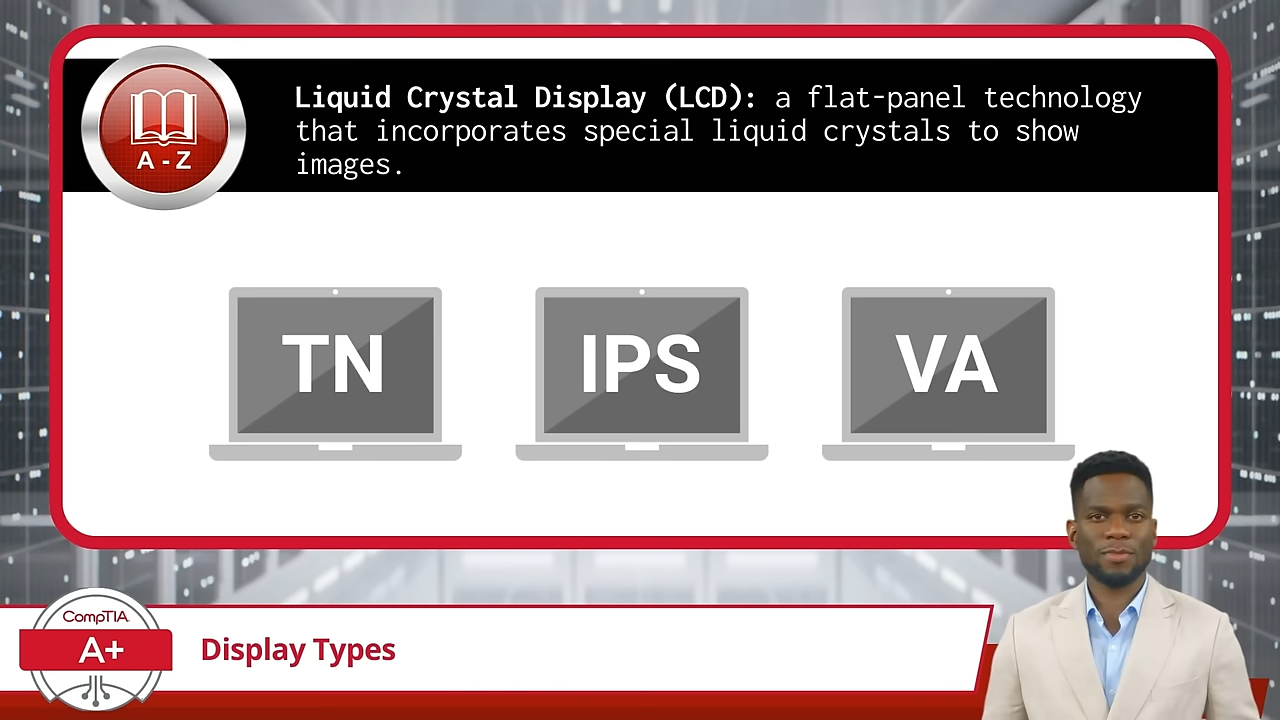 Liquid Crystal Display (LCD): a flat-panel technology
that incorporates special liquid crystals to show
images.
A - Z
TN
IPS
VA
CompTIA
A+
Display Types